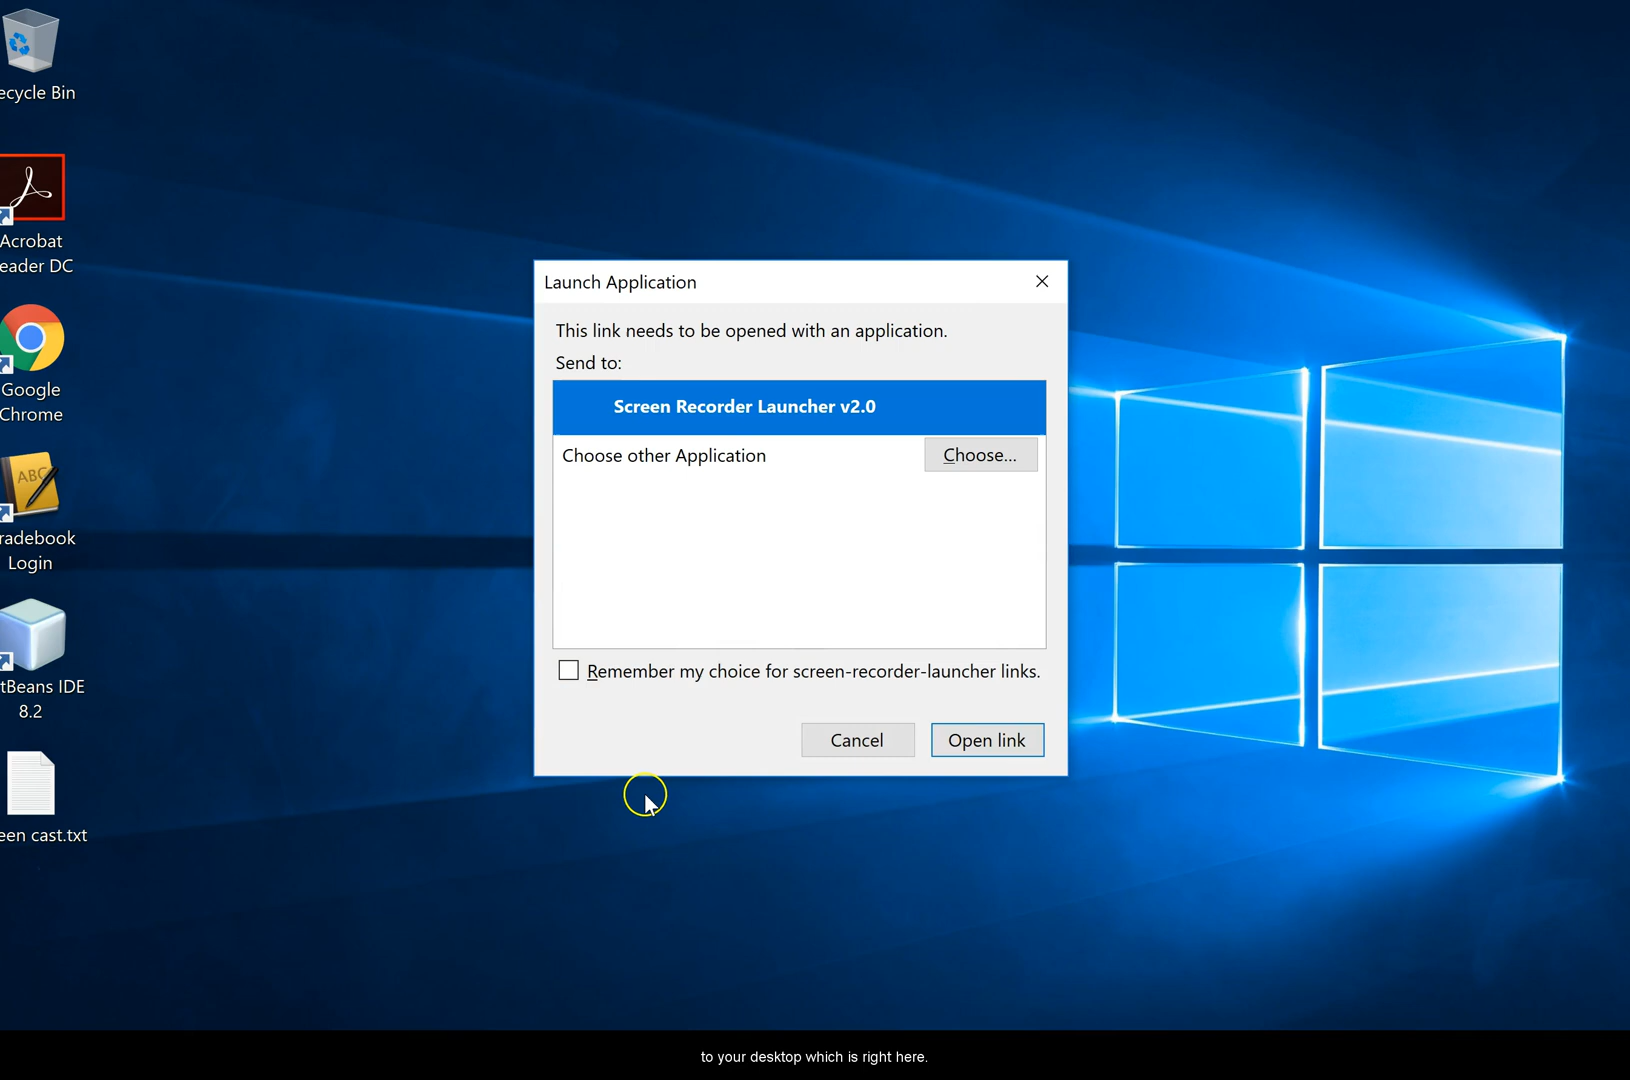 ecycle Bin
Acrobat
eader DC
Google
Chrome
ABC
radebook
Login
tBeans IDE
8.2
een cast.txt
Launch Application
This link needs to be opened with an application.
Send to:
Screen Recorder Launcher v2.0
Choose other Application
Choose...
Remember my choice for screen-recorder-launcher links.
Cancel
Open link
to your desktop which is right here.